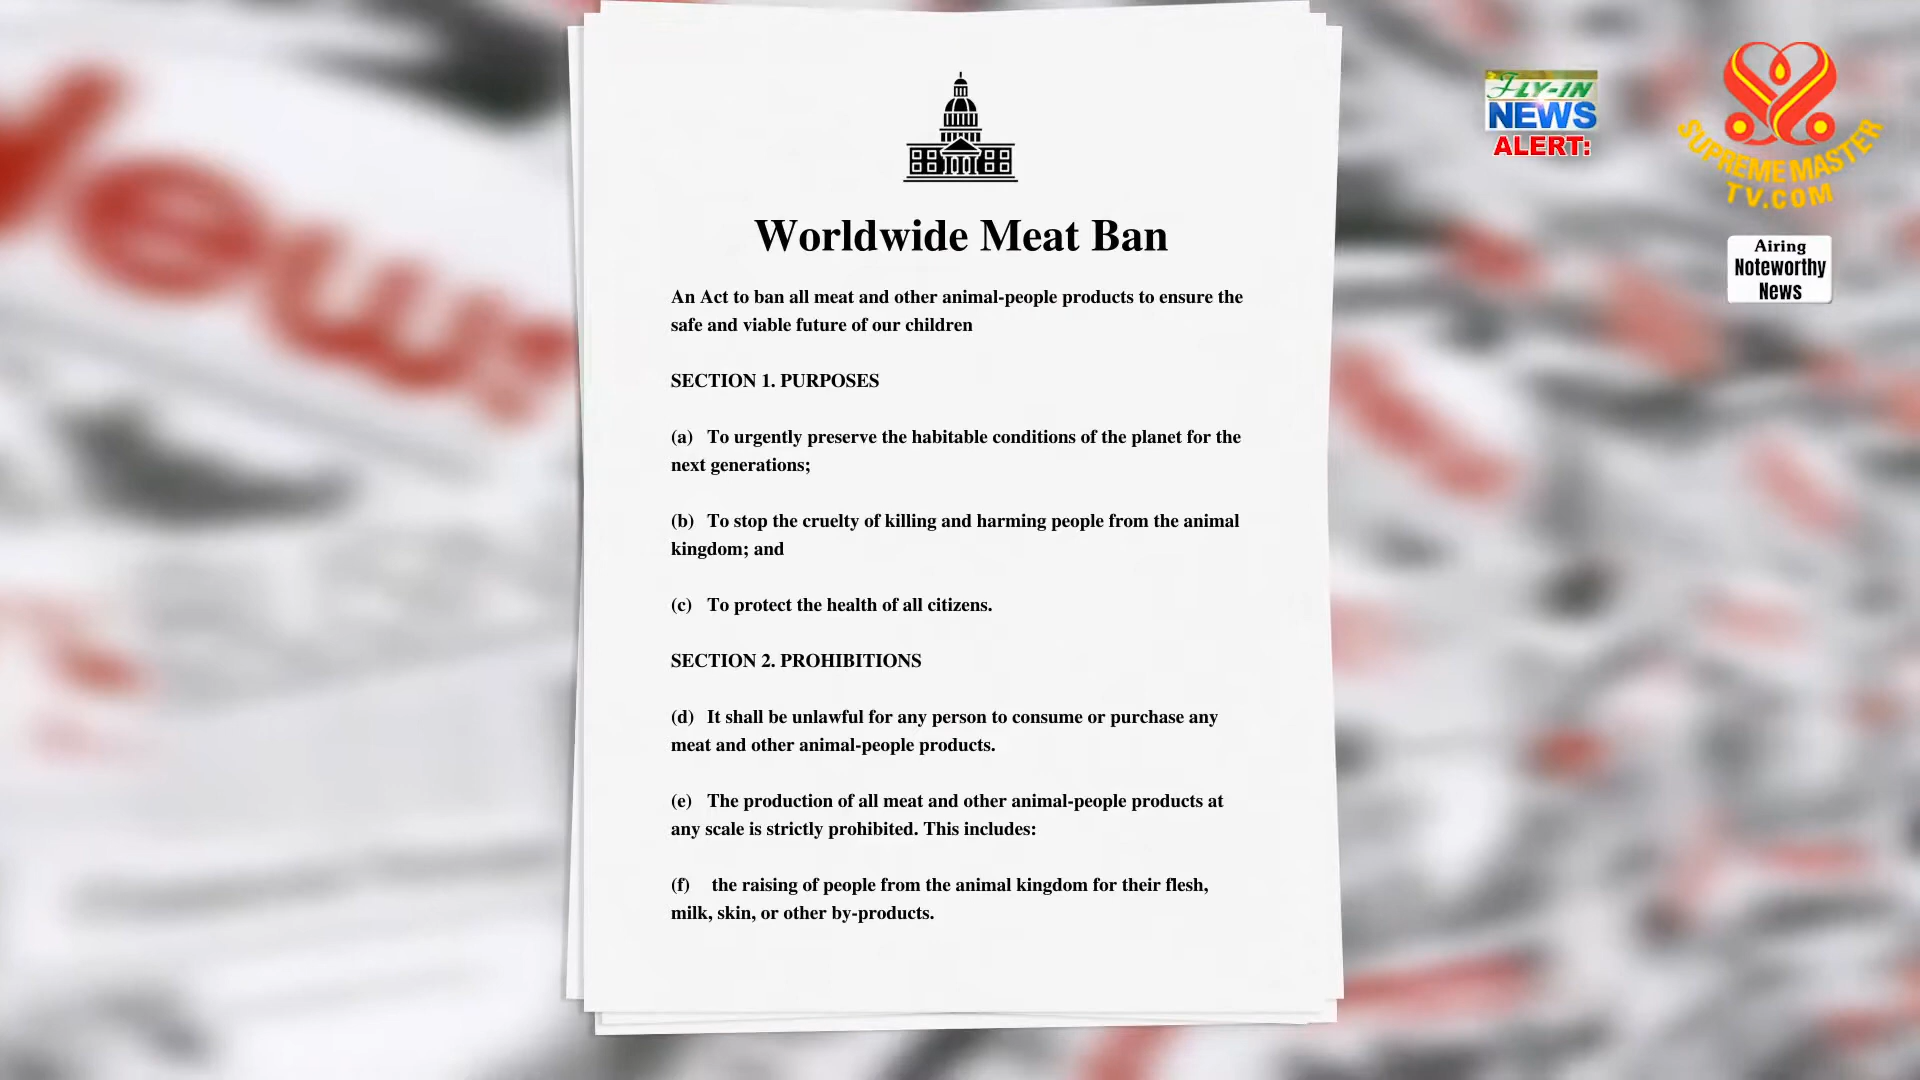 Worldwide Meat Ban
An Act to ban all meat and other animal-people products to ensure the
safe and viable future of our children
SECTION 1. PURPOSES
(a) To urgently preserve the habitable conditions of the planet for the
next generations;
(b) To stop the cruelty of killing and harming people from the animal
kingdom; and
(c) To protect the health of all citizens.
SECTION 2. PROHIBITIONS
(d) It shall be unlawful for any person to consume or purchase any
meat and other animal-people products.
(e) The production of all meat and other animal-people products at
any scale is strictly prohibited. This includes:
(f) the raising of people from the animal kingdom for their flesh,
milk, skin, or other by-products.
FLY-IN
NEWS
ALERT:
SUPREME MASTER
TV.COM
Airing
Noteworthy
News